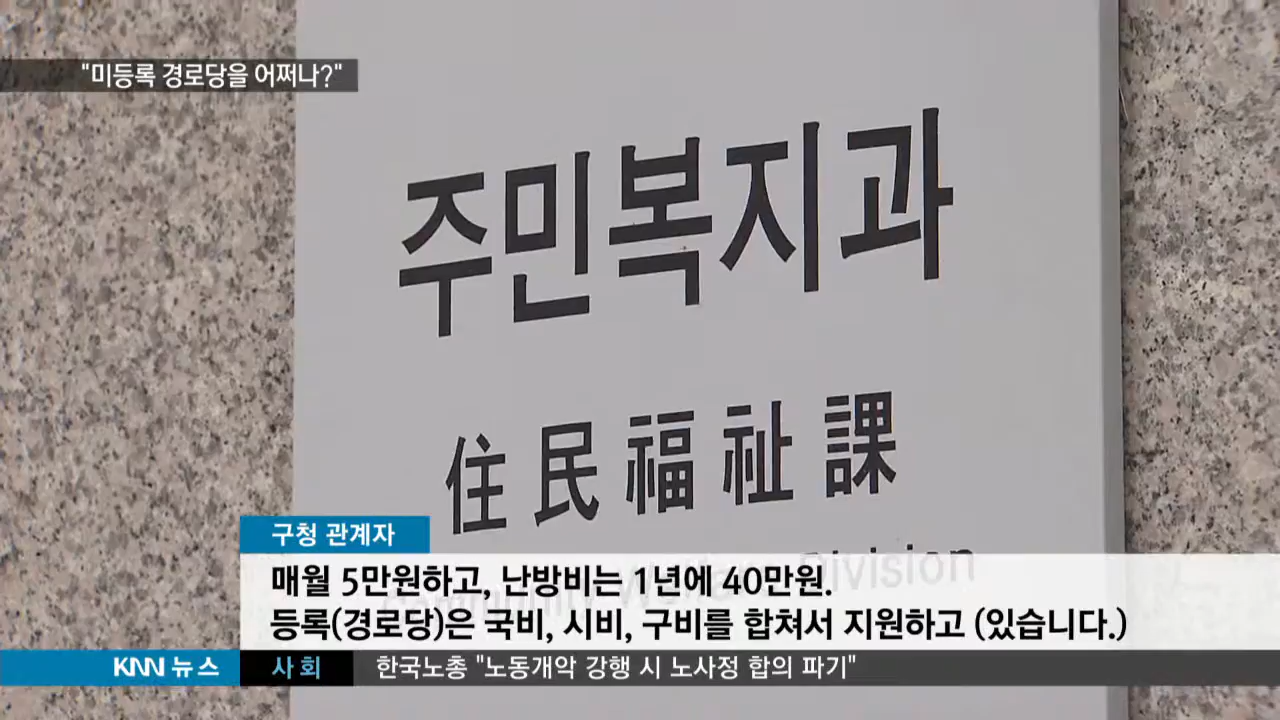 "미등록 경로당을 어쩌나?"
주민복지과
住民福祉課
Division
구청 관계자
매월 5만원하고, 난방비는 1년에 40만원.
등록(경로당)은 국비, 시비, 구비를 합쳐서 지원하고 (있습니다.)
KNN 뉴스 사회 한국노총 "노동개악 강행 시 노사정 합의 파기"